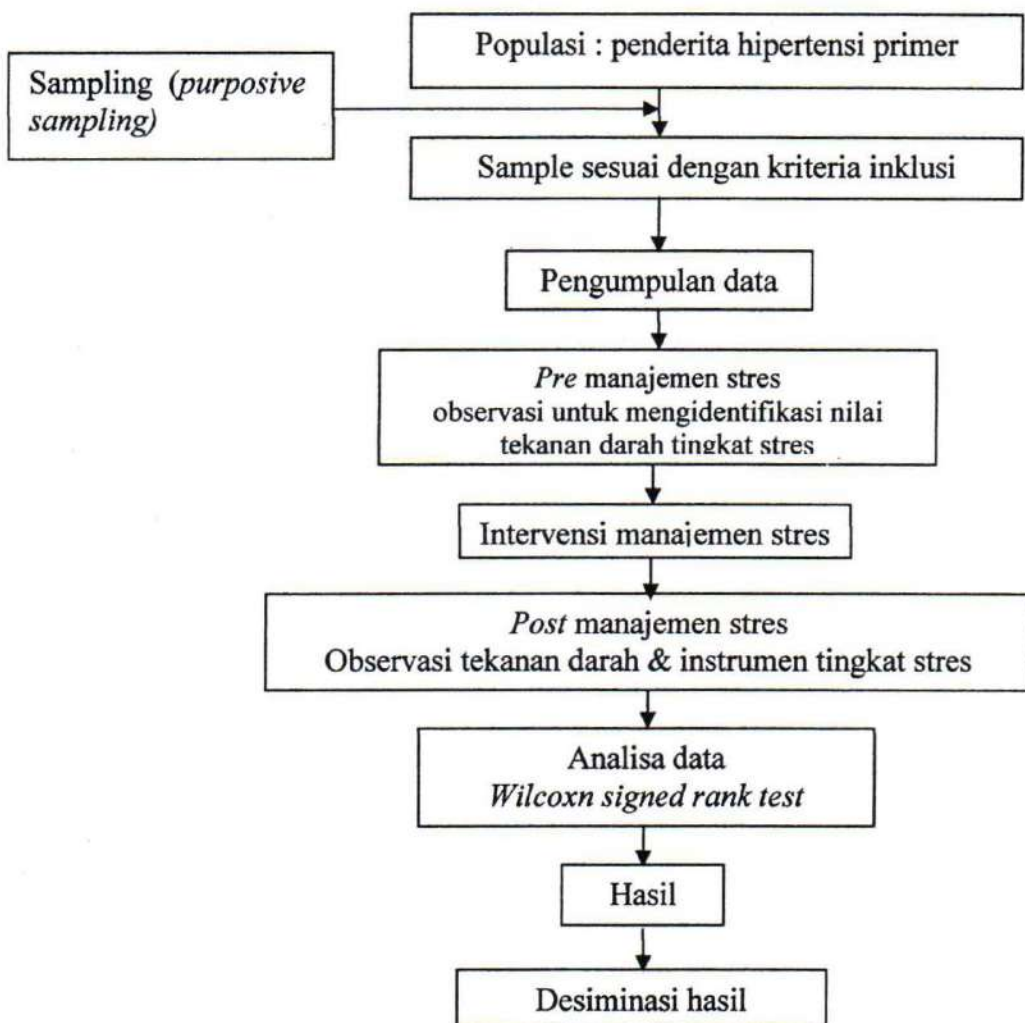 Populasi : penderita hipertensi primer
Sampling (purposive
sampling)
Sample sesuai dengan kriteria inklusi
Pengumpulan data
Pre manajemen stres
observasi untuk mengidentifikasi nilai
tekanan darah tingkat stres
Intervensi manajemen stres
Post manajemen stres
Observasi tekanan darah & instrumen tingkat stres
Analisa data
Wilcoxn signed rank test
Hasil
Desiminasi hasil